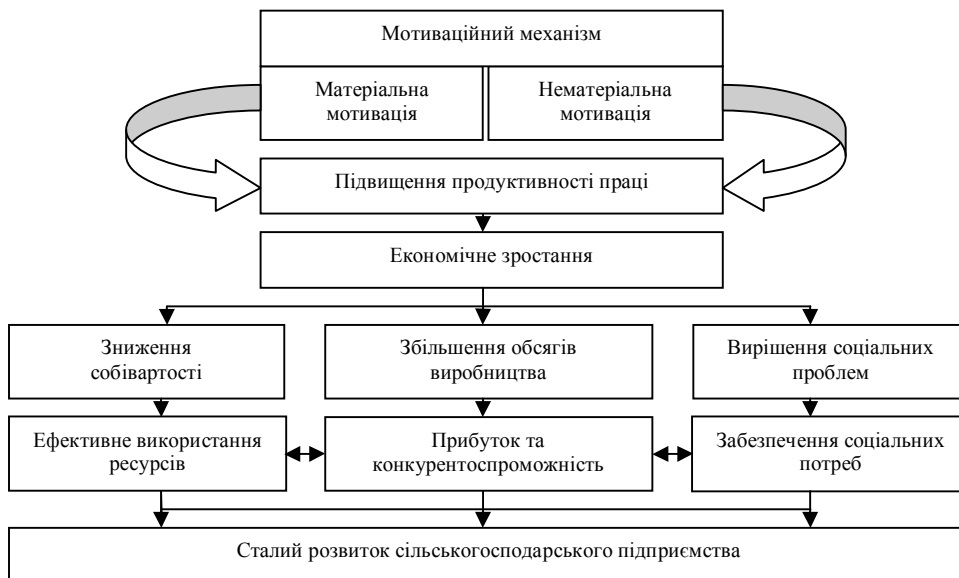 Мотиваційний механізм
Матеріальна
мотивація
Нематеріальна
мотивація
Підвищення продуктивності праці
Економічне зростання
Зниження
собівартості
Збільшення обсягів
виробництва
Вирішення соціальних
проблем
Ефективне використання
ресурсів
Прибуток та
конкурентоспроможність
Забезпечення соціальних
потреб
Сталий розвиток сільськогосподарського підприємства